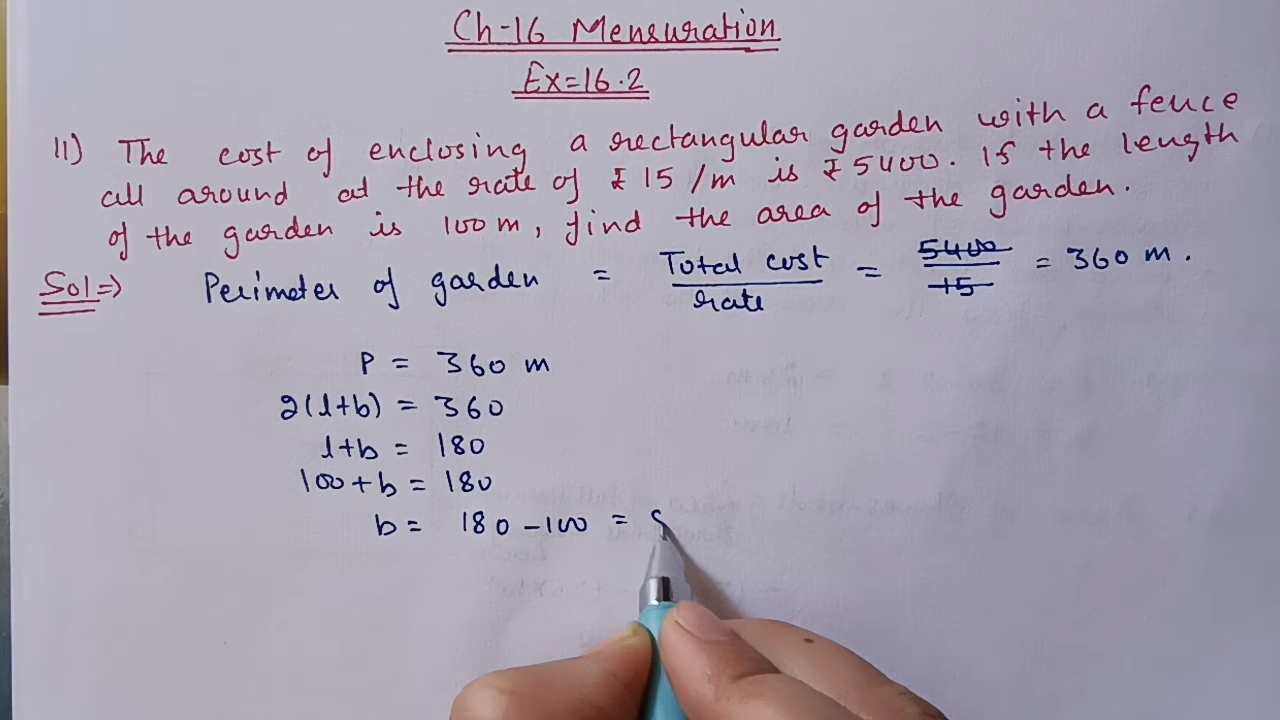 Ch-16 Mensuration
Ex=16.2
11) The cost of enclosing a rectangular garden with a fence
all around at the rate of ₹15/m is ₹5400. If the length
of the garden is 100m, find the area of the garden.
Sol=> Perimeter of garden = Total cost/rate = 5400/15 = 360 m.
P = 360 m
2(l+b) = 360
l+b = 180
100+b = 180
b = 180-100 =